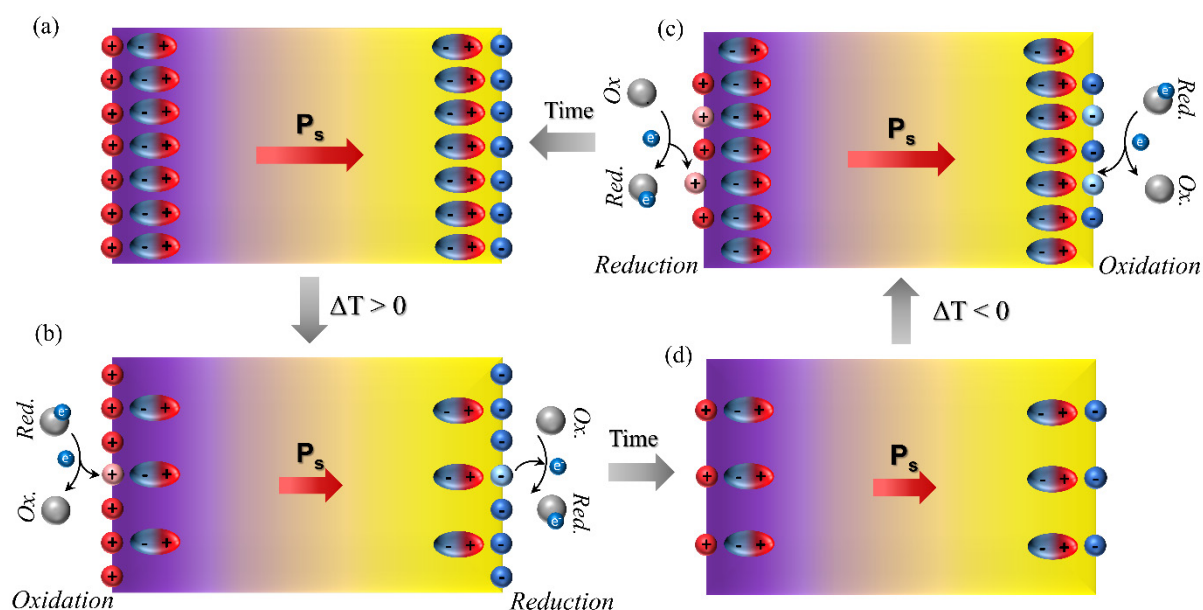 (a)
+ - + - + -
+ - + - + -
+ - + - + -
+ - + - + -
+ - + - + -
+ - + - + -
+ - + - + -
Ps
Time
(c)
- + - +
+ - + - + -
+ - + - + -
+ - + - + -
+ - + - + -
+ - + - + -
- + - +
Ps
Ox
e-
Red.
e-
Reduction
Red.
e-
e-
Ox.
Oxidation
ΔT > 0
ΔT < 0
(b)
+ -
+ - + - + -
+ -
+ - + - + -
+ -
+ - + - + -
+ -
Ps
Red.
e-
e-
Ox.
Oxidation
Ox.
e-
Red.
e-
Reduction
Time
(d)
+ - + - + -
+ - + - + -
+ - + - + -
Ps